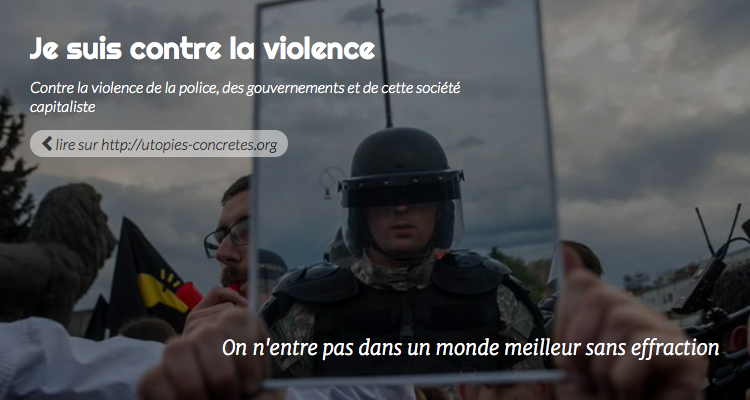 Je suis contre la violence
Contre la violence de la police, des gouvernements et de cette société
capitaliste
lire sur http://utopies-concretes.org
On n'entre pas dans un monde meilleur sans effraction